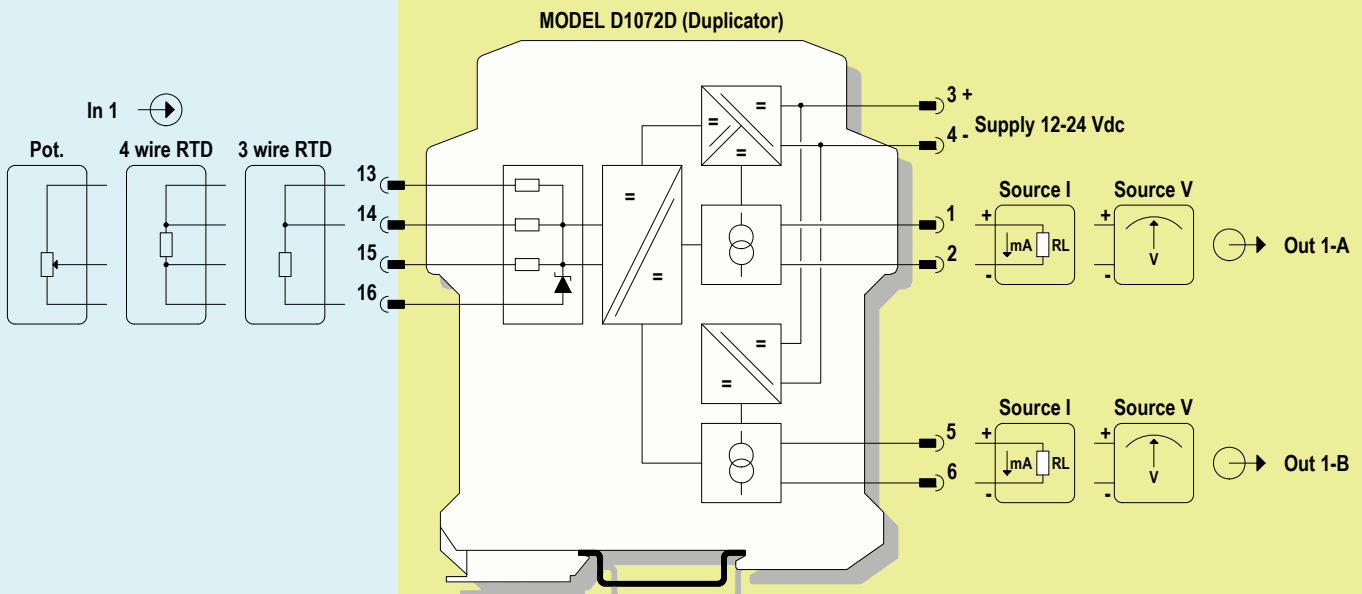 MODEL D1072D (Duplicator)
In 1
Pot.
4 wire RTD
3 wire RTD
13
14
15
16
=
=
=
=
=
=
=
3 +
4 -
Supply 12-24 Vdc
1
2
Source I
Source V
+
-
mA
RL
+
-
V
Out 1-A
5
6
Source I
Source V
+
-
mA
RL
+
-
V
Out 1-B